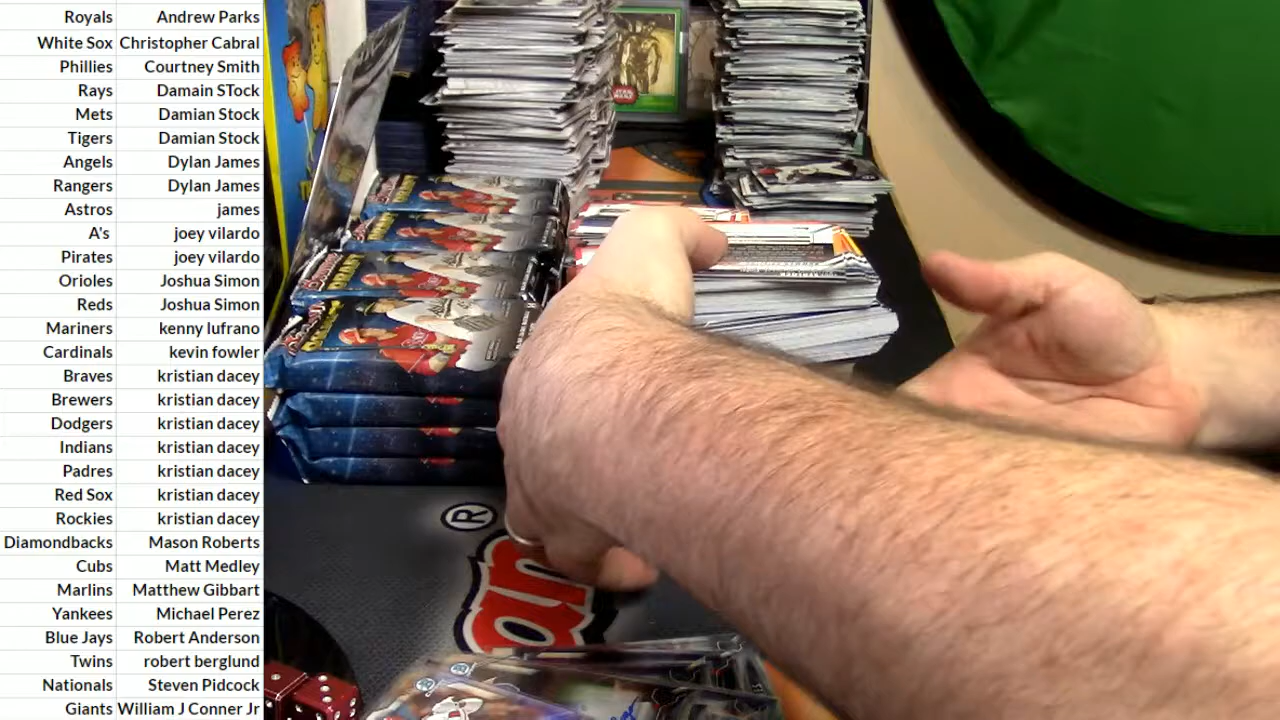 Royals Andrew Parks
White Sox Christopher Cabral
Phillies Courtney Smith
Rays Damain STock
Mets Damian Stock
Tigers Damian Stock
Angels Dylan James
Rangers Dylan James
Astros james
A's joey vilardo
Pirates joey vilardo
Orioles Joshua Simon
Reds Joshua Simon
Mariners kenny lufrano
Cardinals kevin fowler
Braves kristian dacey
Brewers kristian dacey
Dodgers kristian dacey
Indians kristian dacey
Padres kristian dacey
Red Sox kristian dacey
Rockies kristian dacey
Diamondbacks Mason Roberts
Cubs Matt Medley
Marlins Matthew Gibbart
Yankees Michael Perez
Blue Jays Robert Anderson
Twins robert berglund
Nationals Steven Pidcock
Giants William J Conner Jr
STAR
WARS
®